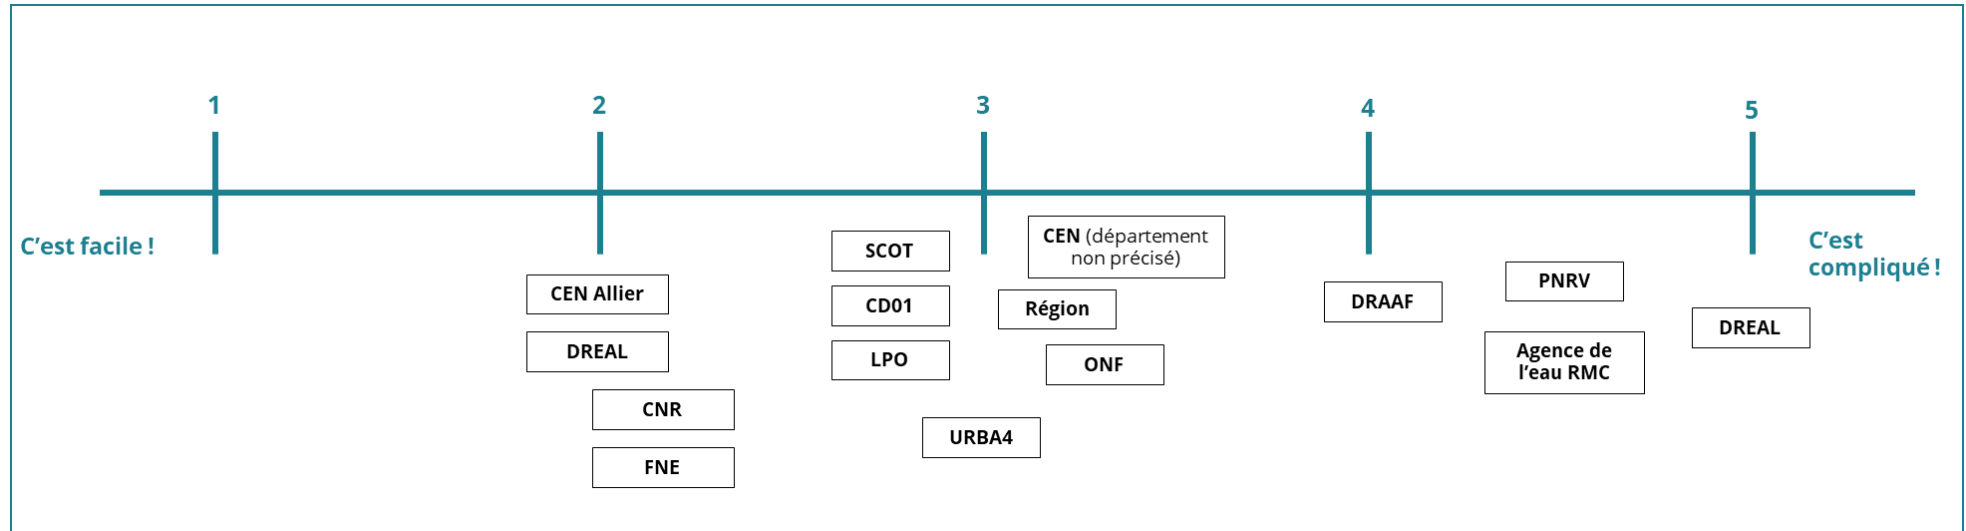 1
2
3
4
5
C'est facile !
C'est
compliqué !
CEN Allier
DREAL
CNR
FNE
SCOT
CD01
LPO
URBA4
CEN (département
non précisé)
Région
ONF
DRAAF
PNRV
Agence de
l'eau RMC
DREAL